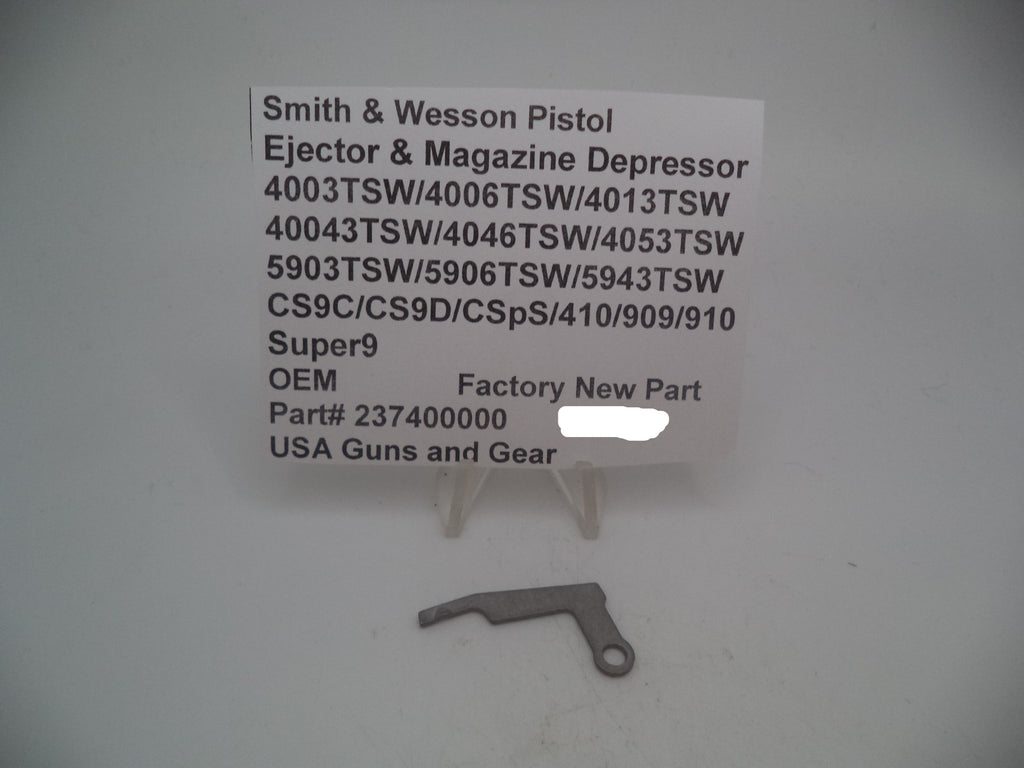 Smith & Wesson Pistol
Ejector & Magazine Depressor
4003TSW/4006TSW/4013TSW
40043TSW/4046TSW/4053TSW
5903TSW/5906TSW/5943TSW
CS9C/CS9D/CSpS/410/909/910
Super9
OEM Factory New Part
Part# 237400000
USA Guns and Gear